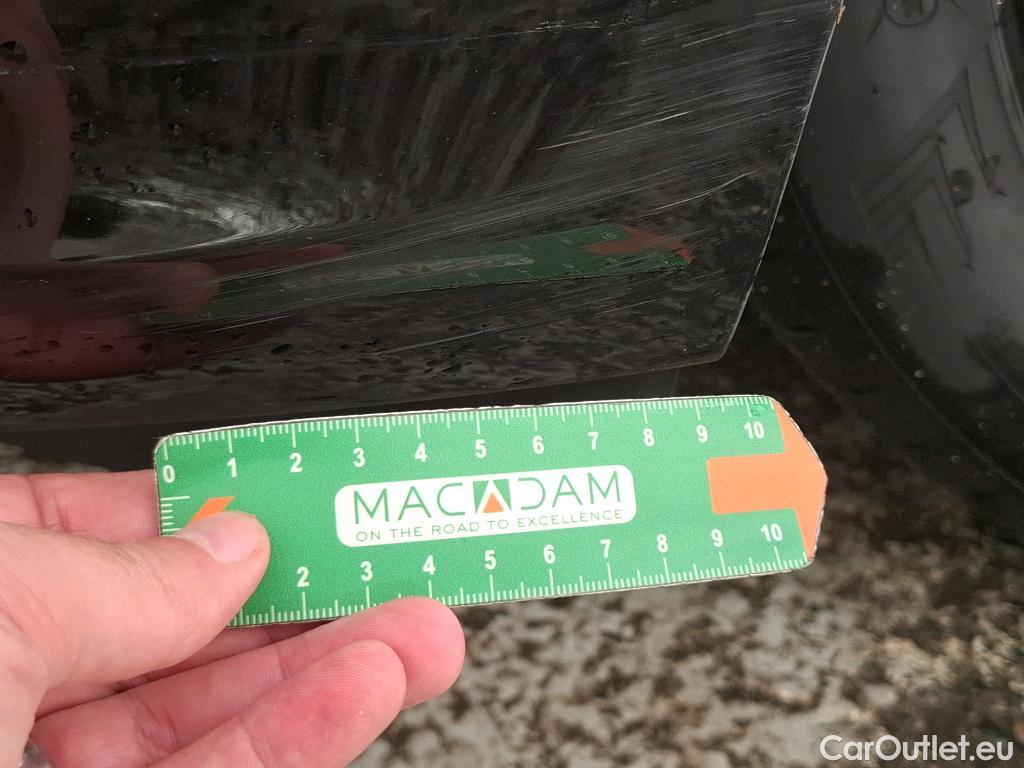 0 1 2 3 4 5 6 7 8 9 10
MACADAM
ON THE ROAD TO EXCELLENCE
2 3 4 5 6 7 8 9 10
CarOutlet.eu